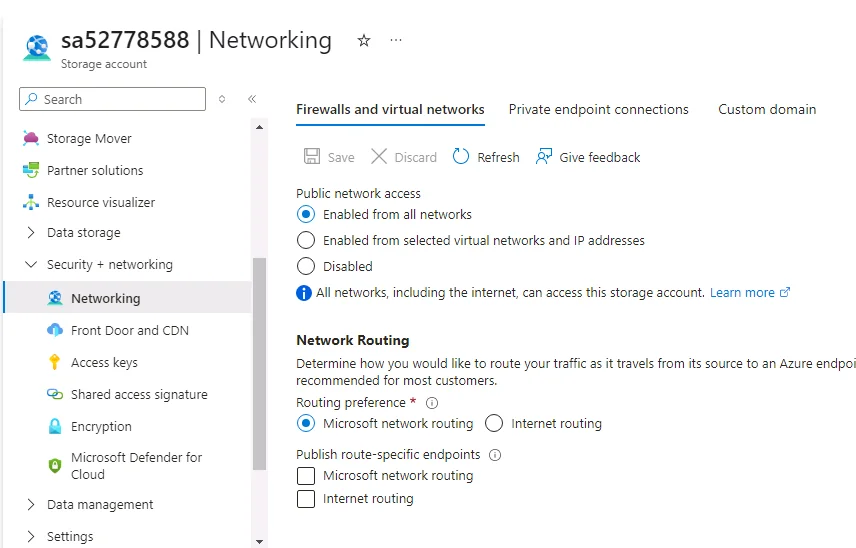 sa52778588 | Networking
Storage account
Search
Storage Mover
Partner solutions
Resource visualizer
Data storage
Security + networking
Networking
Front Door and CDN
Access keys
Shared access signature
Encryption
Microsoft Defender for
Cloud
Data management
Settings
Firewalls and virtual networks Private endpoint connections Custom domain
Save Discard Refresh Give feedback
Public network access
Enabled from all networks
Enabled from selected virtual networks and IP addresses
Disabled
All networks, including the internet, can access this storage account. Learn more
Network Routing
Determine how you would like to route your traffic as it travels from its source to an Azure endpoi
recommended for most customers.
Routing preference *
Microsoft network routing Internet routing
Publish route-specific endpoints
Microsoft network routing
Internet routing